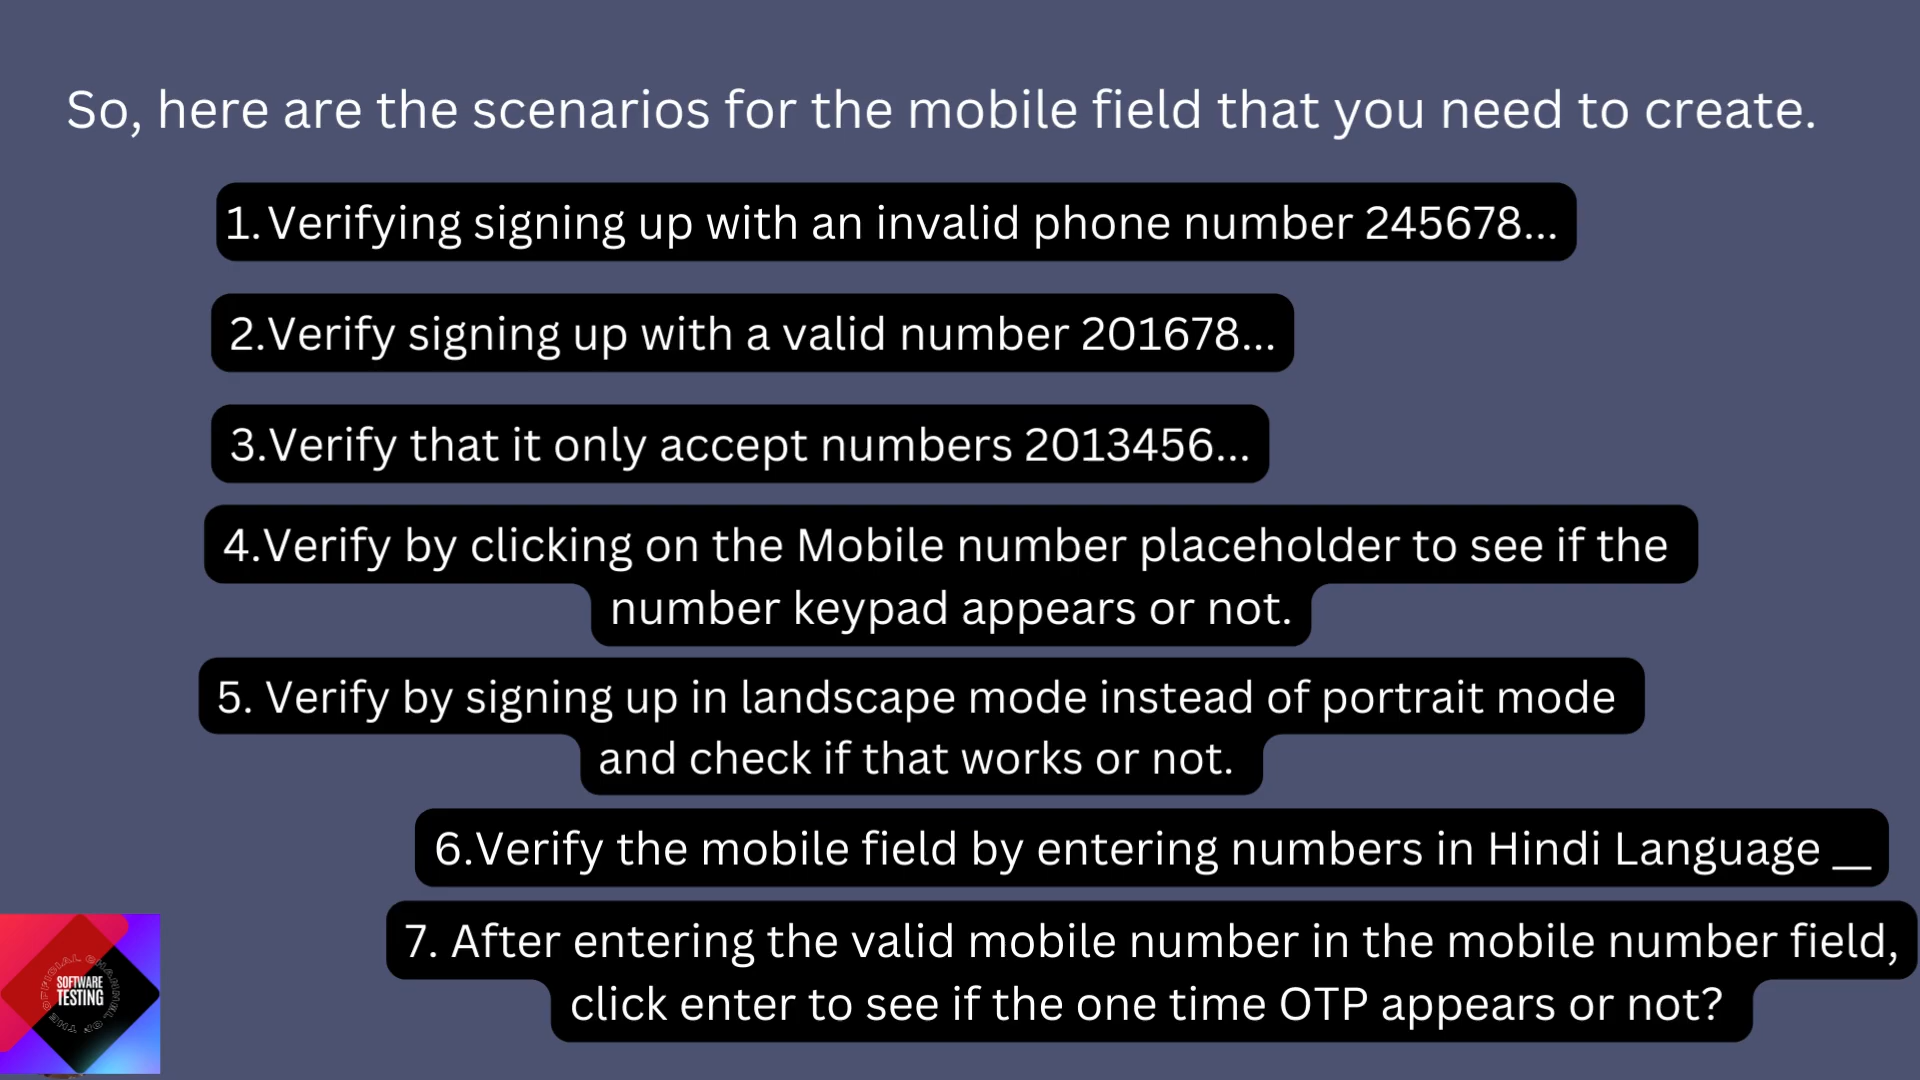 So, here are the scenarios for the mobile field that you need to create.
1. Verifying signing up with an invalid phone number 245678...
2.Verify signing up with a valid number 201678...
3.Verify that it only accept numbers 2013456...
4.Verify by clicking on the Mobile number placeholder to see if the
number keypad appears or not.
5. Verify by signing up in landscape mode instead of portrait mode
and check if that works or not.
6.Verify the mobile field by entering numbers in Hindi Language __
7. After entering the valid mobile number in the mobile number field,
click enter to see if the one time OTP appears or not?
OFFICIAL CHANNEL ON THE
SOFTWARE
TESTING